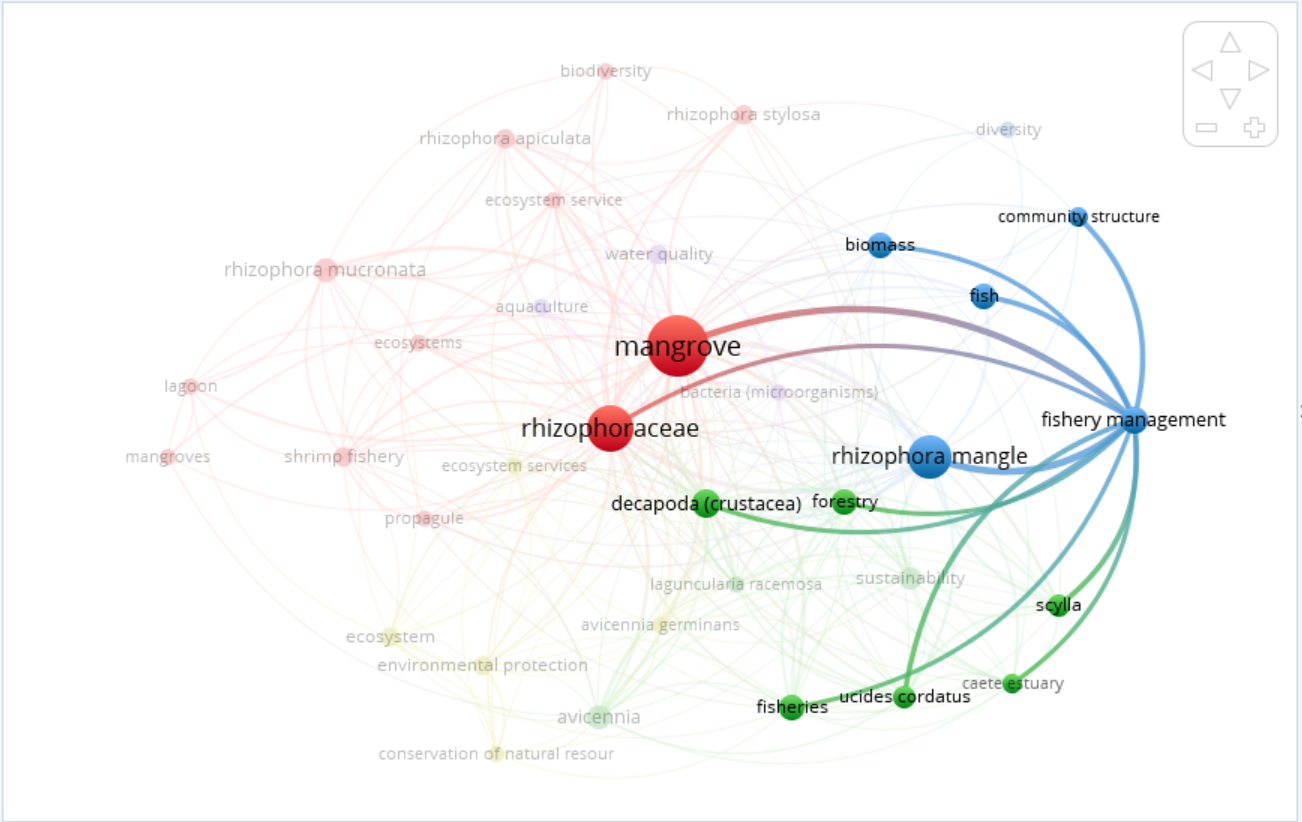 biodiversity
rhizophora stylosa
diversity
rhizophora apiculata
ecosystem service
community structure
biomass
water quality
rhizophora mucronata
fish
aquaculture
ecosystems
mangrove
lagoon
bacteria (microorganisms)
fishery management
rhizophoraceae
mangroves
shrimp fishery
rhizophora mangle
ecosystem services
decapoda (crustacea)
forestry
propagule
laguncularia racemosa
sustainability
scylla
avicennia germinans
ecosystem
environmental protection
caete estuary
ucides cordatus
fisheries
avicennia
conservation of natural resour